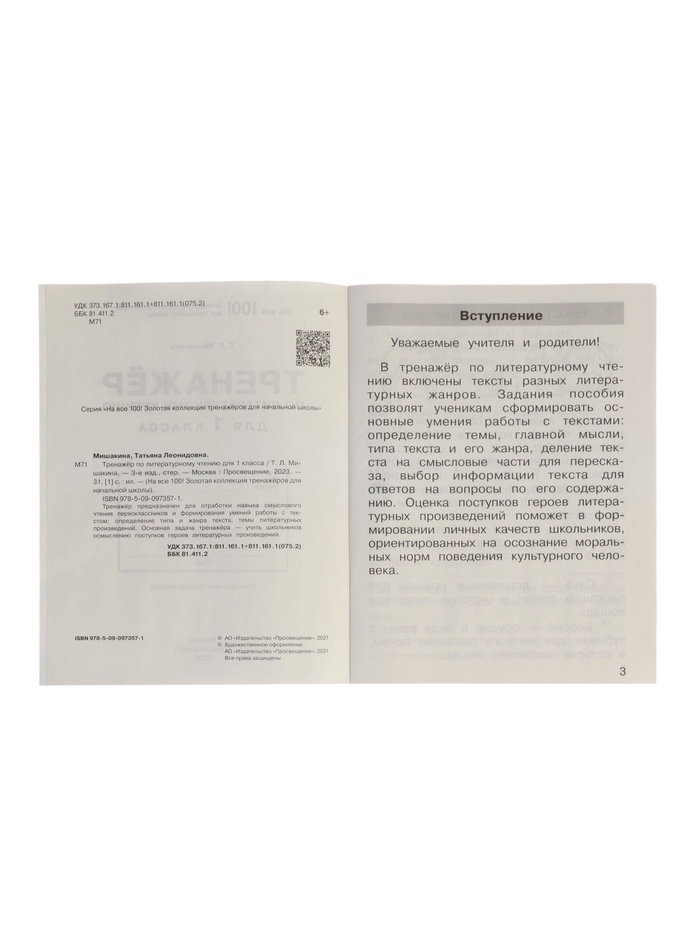 УДК 373.167.1:811.161.1+811.161.1(075.2)
ББК 81.411.2
М71
6+
Серия «На все 100! Золотая коллекция тренажёров для начальной школы»
Мишакина, Татьяна Леонидовна.
М71 Тренажёр по литературному чтению для 1 класса / Т. Л. Ми-
шакина. — 3-е изд., стер. — Москва : Просвещение, 2023. —
31, [1] с. : ил. — (На все 100! Золотая коллекция тренажёров для
начальной школы).
ISBN 978-5-09-097357-1.
Тренажёр предназначен для отработки навыка смыслового
чтения первоклассников и формирования умений работы с тек-
стом: определение типа и жанра текста, темы литературных
произведений. Основная задача тренажёра — учить школьников
осмыслению поступков героев литературных произведений.
УДК 373.167.1:811.161.1+811.161.1(075.2)
ББК 81.411.2
ISBN 978-5-09-097357-1
© АО «Издательство «Просвещение», 2021
© Художественное оформление.
АО «Издательство «Просвещение», 2021
Все права защищены
Вступление
Уважаемые учителя и родители!
В тренажёр по литературному чте-
нию включены тексты разных литера-
турных жанров. Задания пособия
позволят ученикам сформировать ос-
новные умения работы с текстами:
определение темы, главной мысли,
типа текста и его жанра, деление тек-
ста на смысловые части для переска-
за, выбор информации текста для
ответов на вопросы по его содержа-
нию. Оценка поступков героев литера-
турных произведений поможет в фор-
мировании личных качеств школьников,
ориентированных на осознание мораль-
ных норм поведения культурного чело-
века.
3